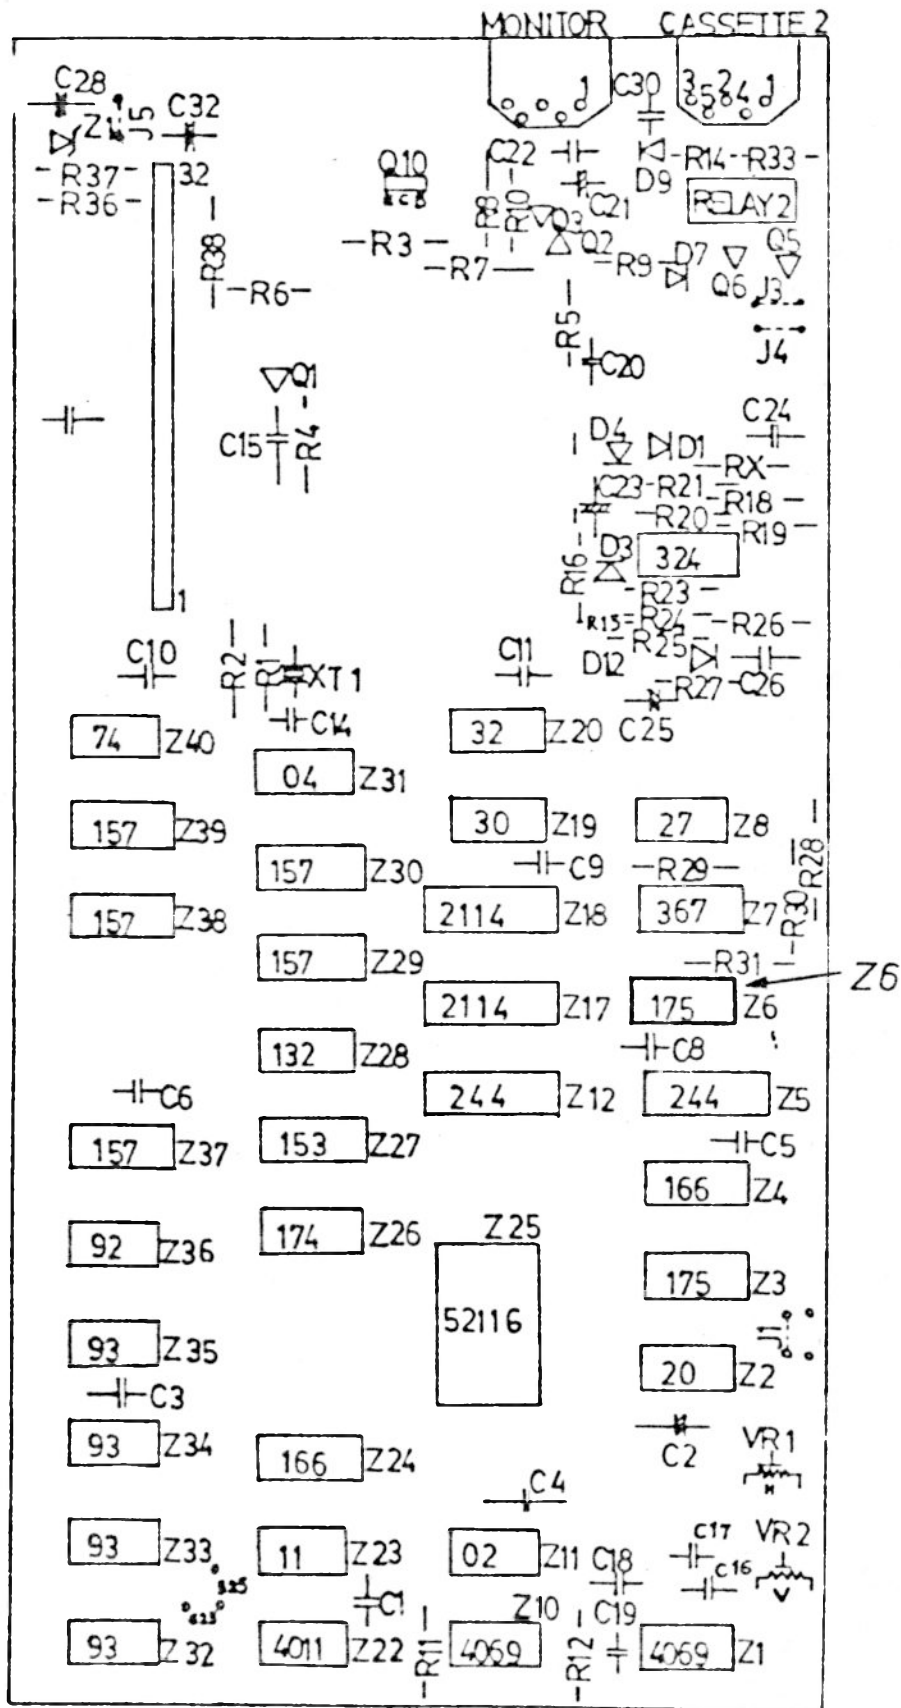 MONITOR CASSETTE 2
C28 1 C30 3 5 2 4 1
Z1 J5 C32
R37 32 Q10 C22 D9 R14 R33
R36 R8 R10 C21 RELAY2
R38 R3 Q3 Q2 D7 Q5
R6 R7 R9 Q6 J3
R5 J4
Q1 C20
C15 R4 D4 D1 C24
RX
C23 R21 R18
R20 R19
R16 D3 324
1 R23
R15 R24 R26
C10 R2 R1 XT1 C11 D12 R25
R27 C26
C14 C25
74 Z40 32 Z20
04 Z31
157 Z39 30 Z19 27 Z8 R28
157 Z30 C9 R29
157 Z38 2114 Z18 367 Z7 R30
157 Z29 R31 Z6
2114 Z17 175 Z6
132 Z28 C8
C6 244 Z12 244 Z5
157 Z37 153 Z27 C5
166 Z4
92 Z36 174 Z26 Z25
175 Z3
52116
93 Z35 J1
20 Z2
C3
93 Z34 166 Z24 C2 VR1
M
C4
93 Z33 11 Z23 02 Z11 C18 C17 VR2
C16 V
C1 Z10 C19
93 Z32 4011 Z22 R11 4069 R12 4069 Z1